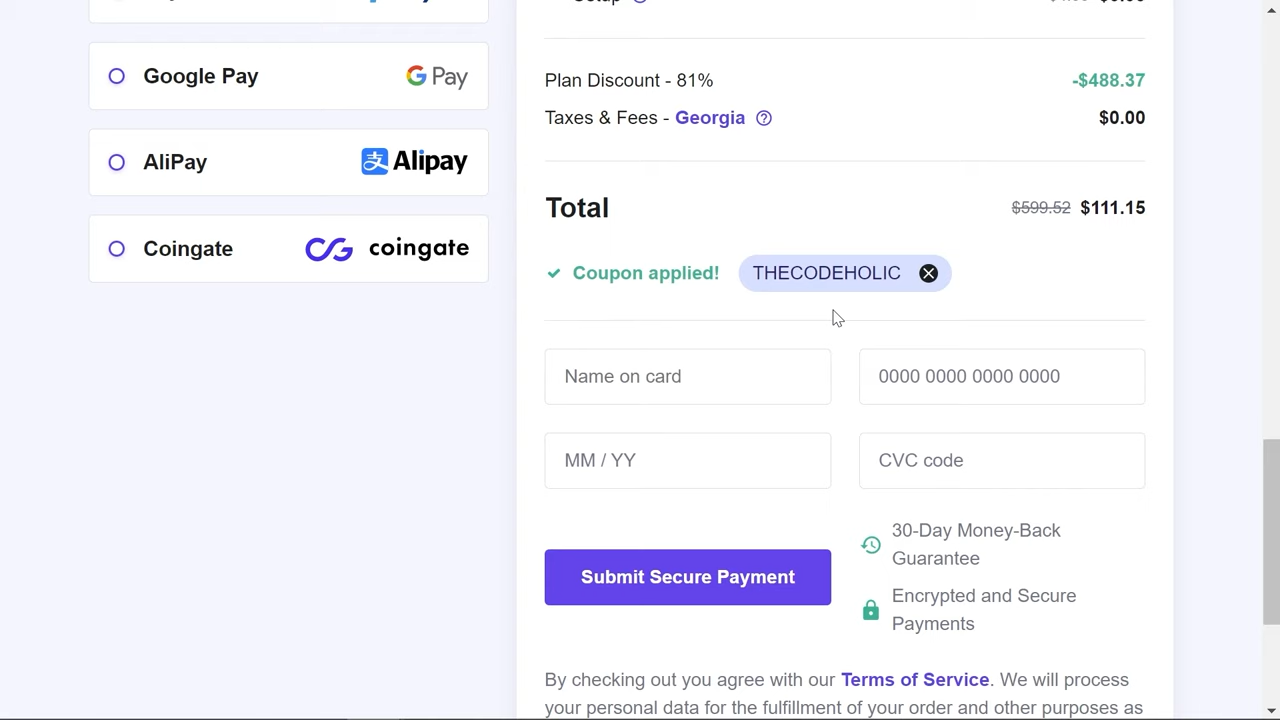 Google Pay
G Pay
AliPay
支 Alipay
Coingate
coingate
Plan Discount - 81%
-$488.37
Taxes & Fees - Georgia ?
$0.00
Total
$599.52 $111.15
Coupon applied! THECODEHOLIC
Name on card
0000 0000 0000 0000
MM / YY
CVC code
Submit Secure Payment
30-Day Money-Back
Guarantee
Encrypted and Secure
Payments
By checking out you agree with our Terms of Service. We will process
your personal data for the fulfillment of your order and other purposes as